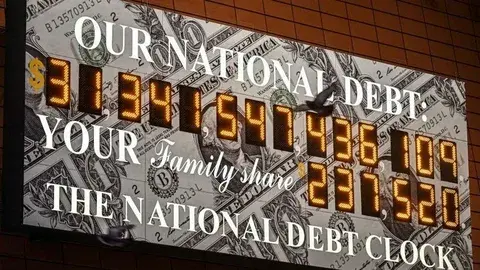 OUR NATIONAL DEBT:
$31,341,547,436,109
YOUR Family share $237,520
THE NATIONAL DEBT CLOCK